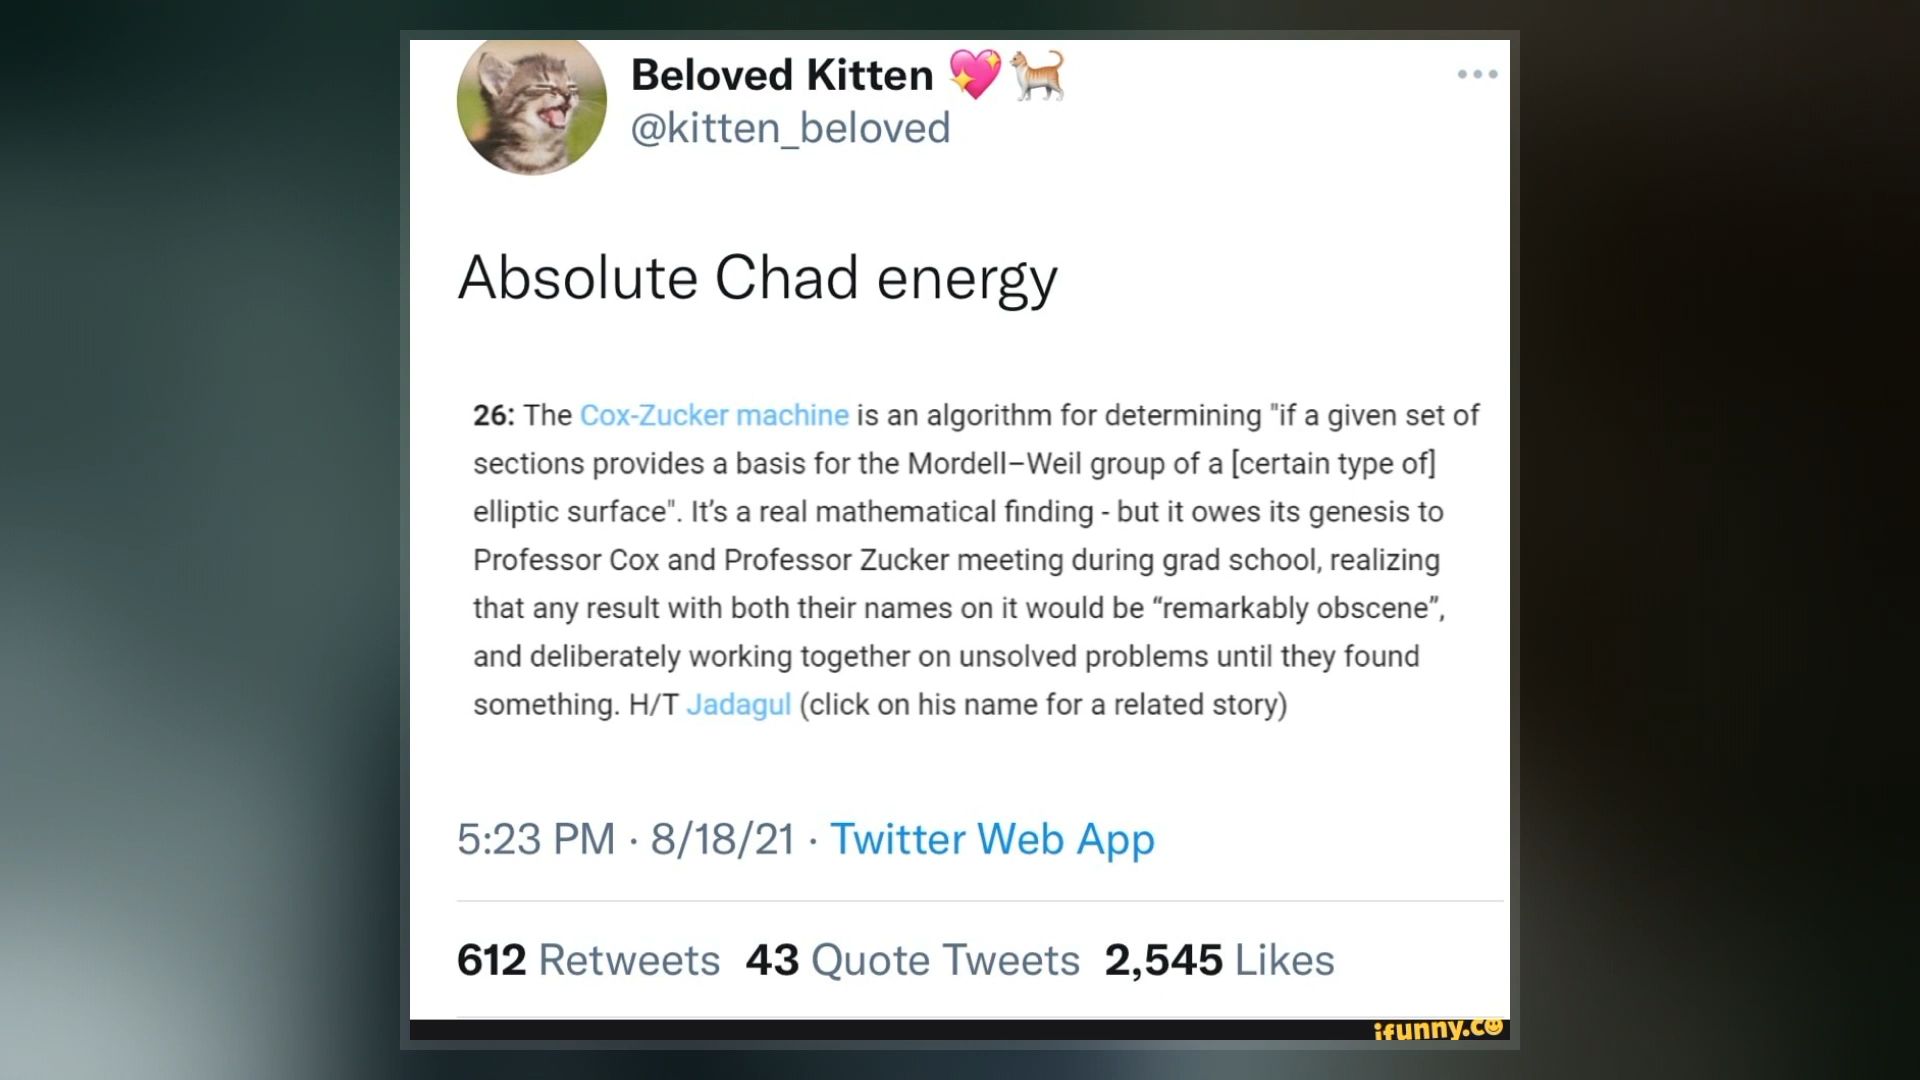 Beloved Kitten 💖🐈
@kitten_beloved
Absolute Chad energy
26: The Cox-Zucker machine is an algorithm for determining "if a given set of
sections provides a basis for the Mordell–Weil group of a [certain type of]
elliptic surface". It's a real mathematical finding - but it owes its genesis to
Professor Cox and Professor Zucker meeting during grad school, realizing
that any result with both their names on it would be “remarkably obscene”,
and deliberately working together on unsolved problems until they found
something. H/T Jadagul (click on his name for a related story)
5:23 PM · 8/18/21 · Twitter Web App
612 Retweets 43 Quote Tweets 2,545 Likes
ifunny.co